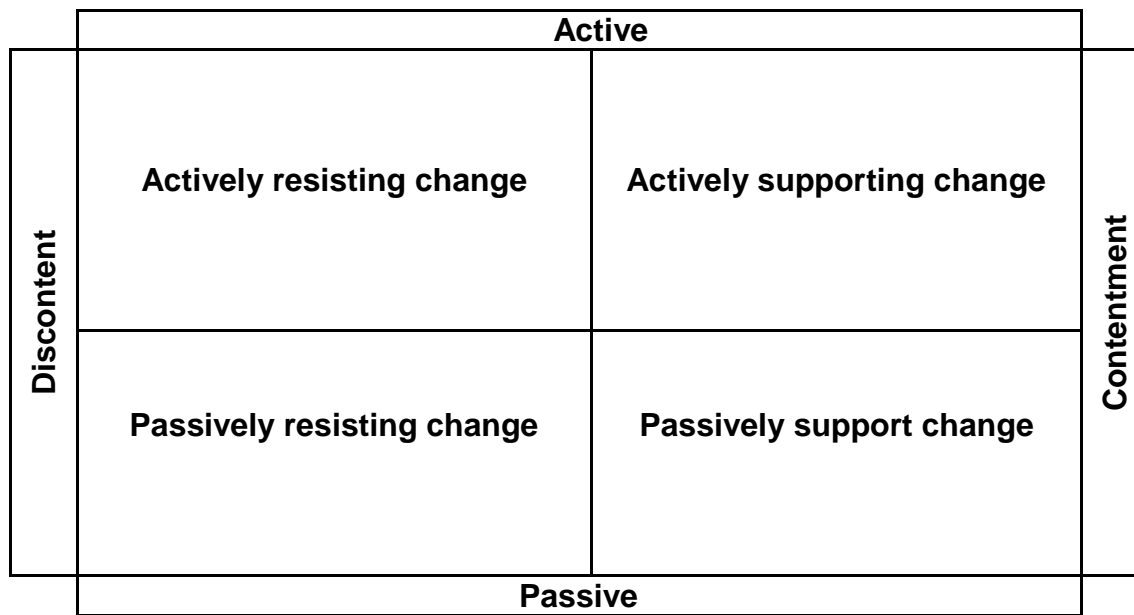 Active
Discontent
Actively resisting change
Actively supporting change
Contentment
Passively resisting change
Passively support change
Passive